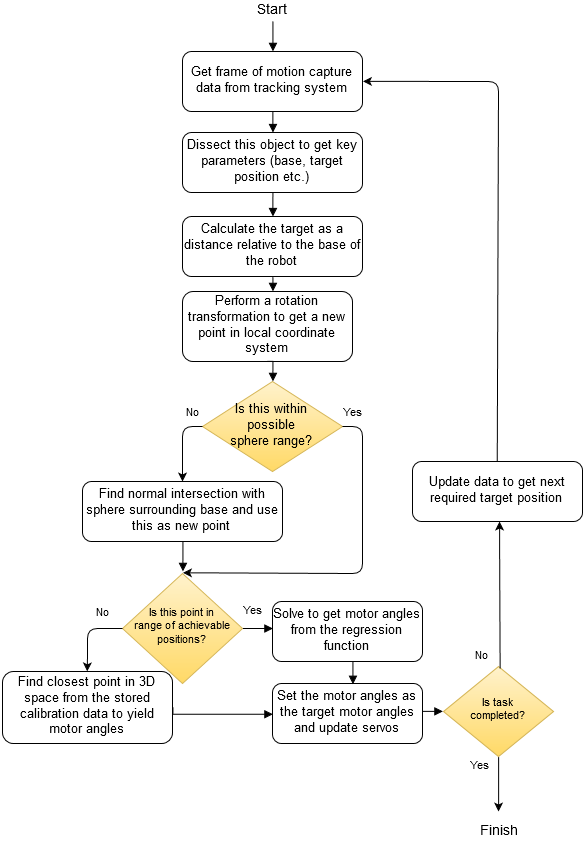 Start
Get frame of motion capture
data from tracking system
Dissect this object to get key
parameters (base, target
position etc.)
Calculate the target as a
distance relative to the base of
the robot
Perform a rotation
transformation to get a new
point in local coordinate
system
Is this within
possible
sphere range?
No
Yes
Find normal intersection with
sphere surrounding base and use
this as new point
Update data to get next
required target position
Is this point in
range of achievable
positions?
No
Yes
Solve to get motor angles
from the regression
function
Find closest point in 3D
space from the stored
calibration data to yield
motor angles
Set the motor angles as
the target motor angles
and update servos
No
Is task
completed?
Yes
Finish